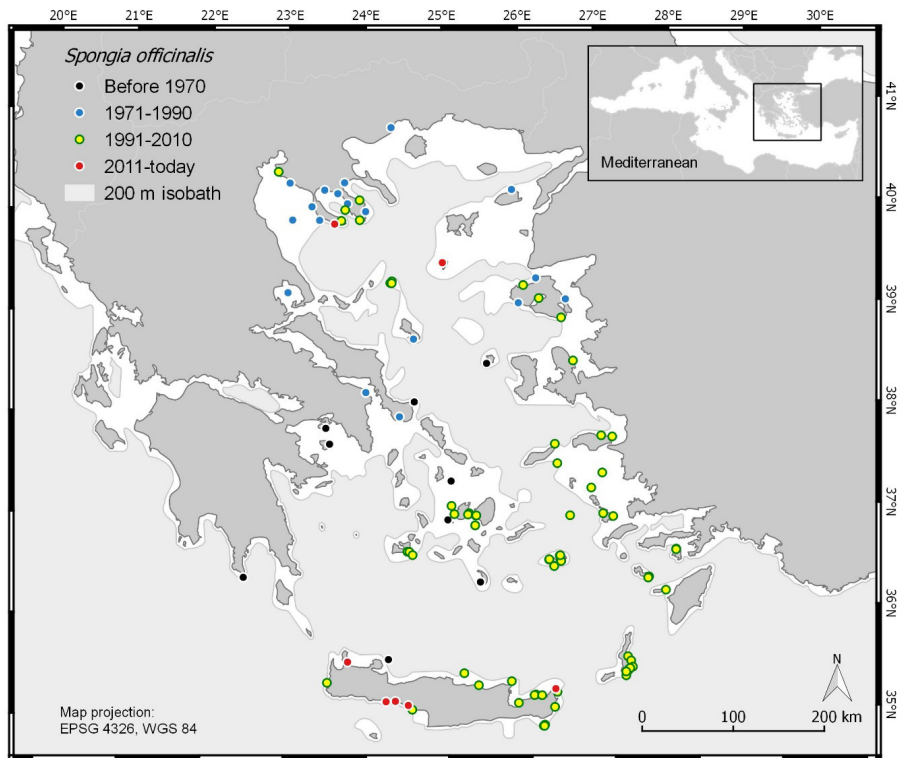 20°E 21°E 22°E 23°E 24°E 25°E 26°E 27°E 28°E 29°E 30°E
Spongia officinalis
Before 1970
1971-1990
1991-2010
2011-today
200 m isobath
Mediterranean
41°N
40°N
39°N
38°N
37°N
36°N
35°N
N
0 100 200 km
Map projection:
EPSG 4326, WGS 84